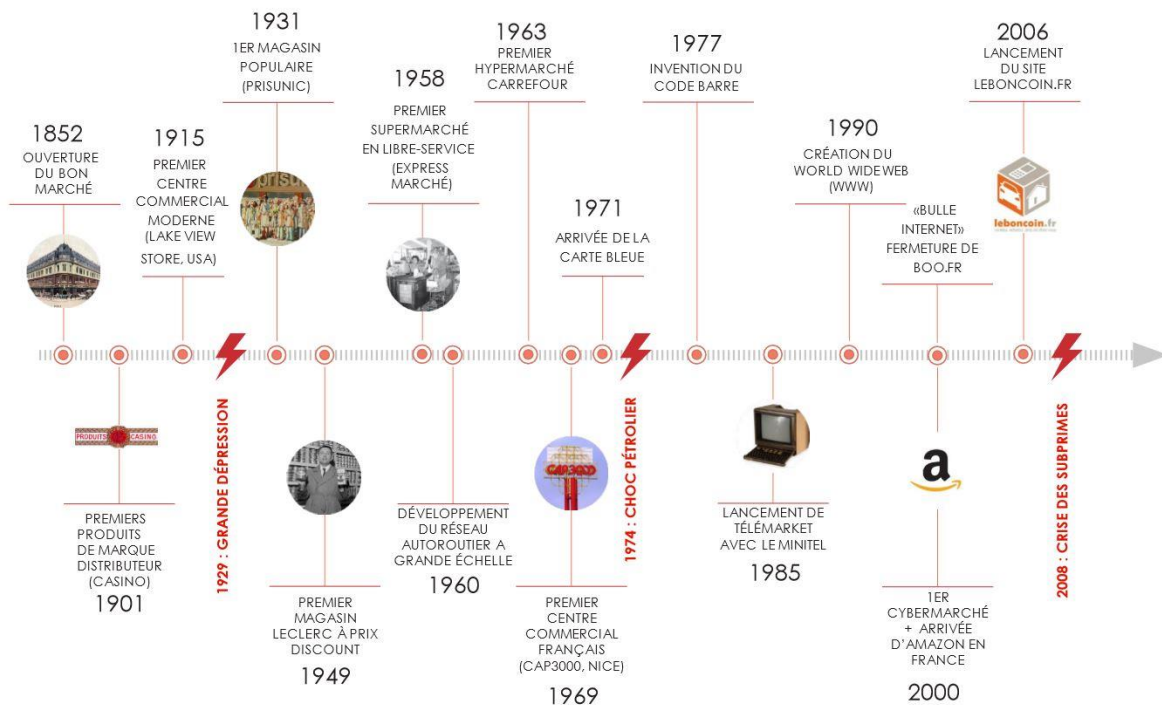 1852
OUVERTURE
DU BON
MARCHÉ
1915
PREMIER
CENTRE
COMMERCIAL
MODERNE
(LAKE VIEW
STORE, USA)
1931
1ER MAGASIN
POPULAIRE
(PRISUNIC)
prisuni
1958
PREMIER
SUPERMARCHÉ
EN LIBRE-SERVICE
(EXPRESS
MARCHÉ)
1963
PREMIER
HYPERMARCHÉ
CARREFOUR
1971
ARRIVÉE DE LA
CARTE BLEUE
1977
INVENTION DU
CODE BARRE
1990
CRÉATION DU
WORLD WIDE WEB
(WWW)
«BULLE
INTERNET»
FERMETURE DE
BOO.FR
2006
LANCEMENT
DU SITE
LEBONCOIN.FR
leboncoin.fr
PRODUITS CASINO
PREMIERS
PRODUITS
DE MARQUE
DISTRIBUTEUR
(CASINO)
1901
1929 : GRANDE DÉPRESSION
PREMIER
MAGASIN
LECLERC À PRIX
DISCOUNT
1949
DÉVELOPPEMENT
DU RÉSEAU
AUTOROUTIER A
GRANDE ÉCHELLE
1960
CAP3000
PREMIER
CENTRE
COMMERCIAL
FRANÇAIS
(CAP3000, NICE)
1969
1974 : CHOC PÉTROLIER
LANCEMENT DE
TÉLÉMARKET
AVEC LE MINITEL
1985
a
1ER
CYBERMARCHÉ
+ ARRIVÉE
D'AMAZON EN
FRANCE
2000
2008 : CRISE DES SUBPRIMES